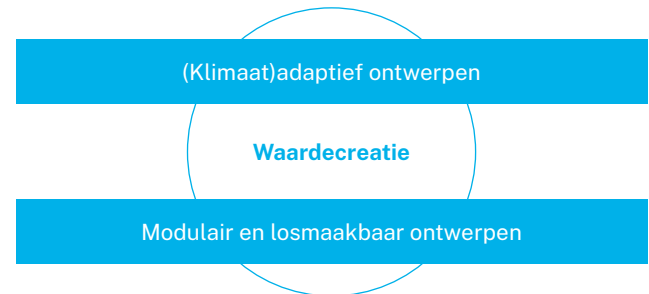 (Klimaat)adaptief ontwerpen
Waardecreatie
Modulair en losmaakbaar ontwerpen